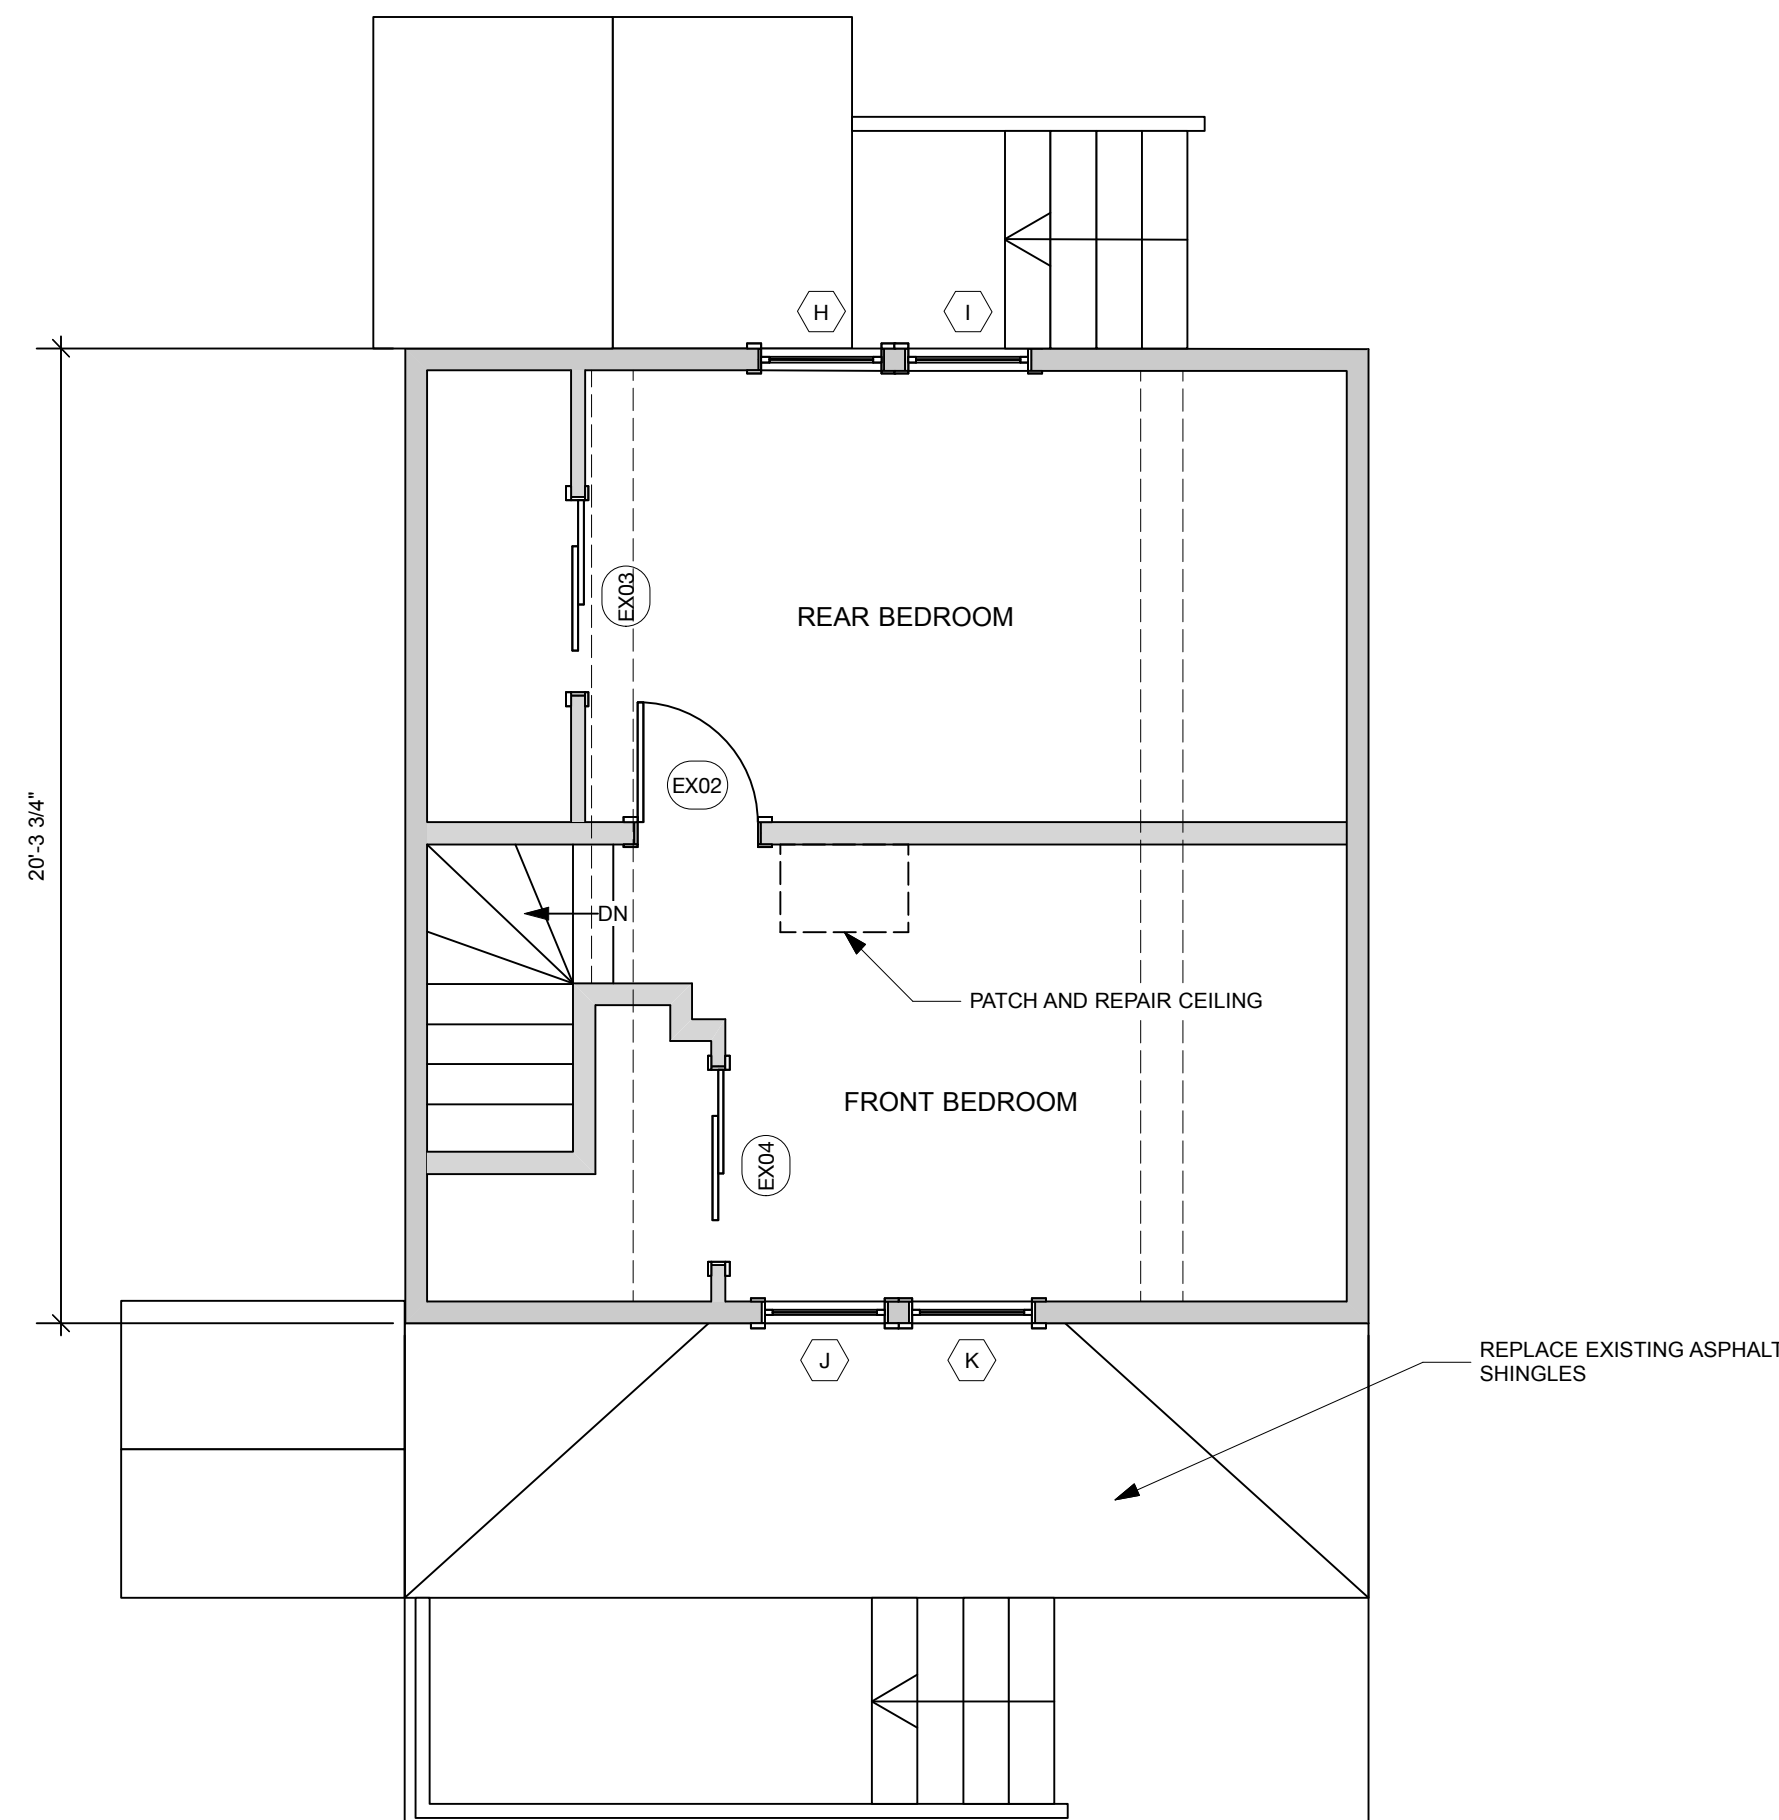 H
I
EX03
REAR BEDROOM
EX02
20'-3 3/4"
DN
PATCH AND REPAIR CEILING
FRONT BEDROOM
EX04
J
K
REPLACE EXISTING ASPHALT
SHINGLES